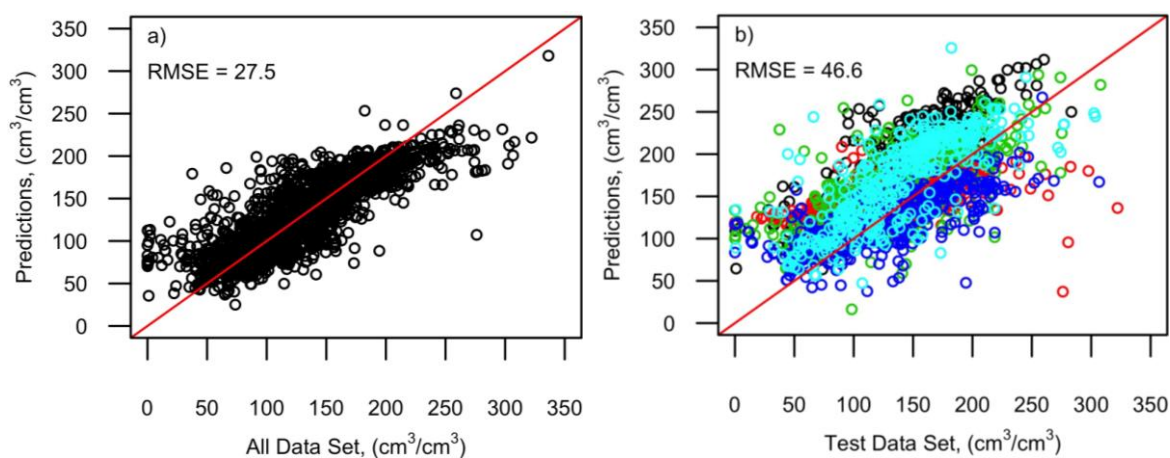 a)
RMSE = 27.5
Predictions, (cm³/cm³)
350
300
250
200
150
100
50
0
0 50 100 150 200 250 300 350
All Data Set, (cm³/cm³)
b)
RMSE = 46.6
Predictions, (cm³/cm³)
350
300
250
200
150
100
50
0
0 50 100 150 200 250 300 350
Test Data Set, (cm³/cm³)